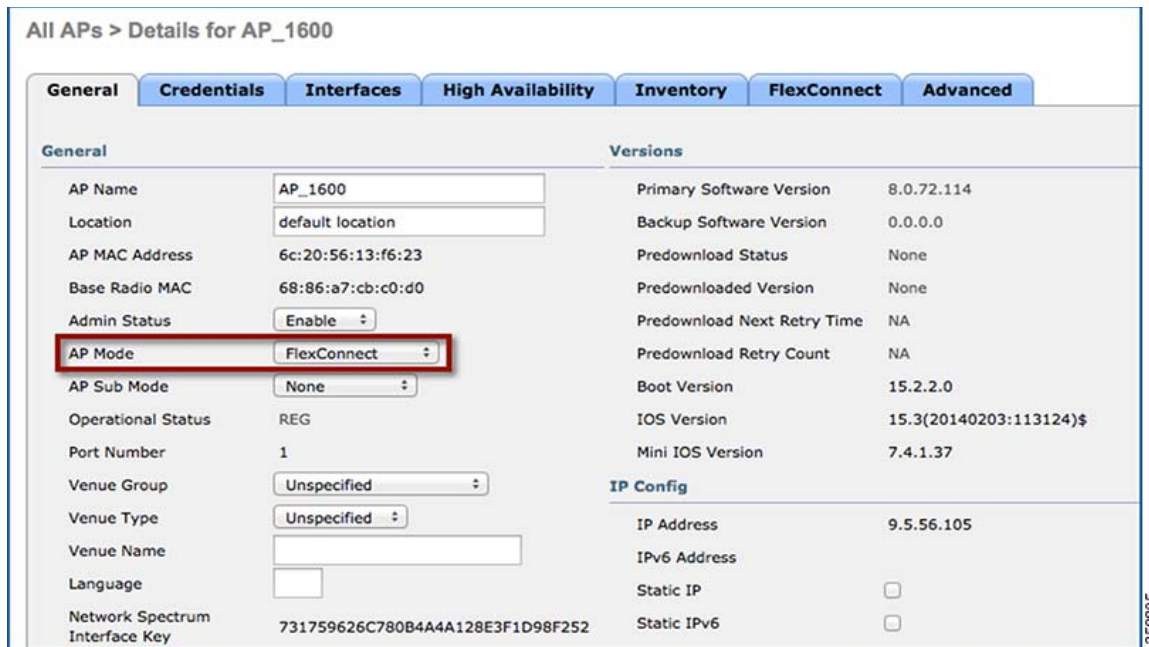 All APs > Details for AP_1600
General Credentials Interfaces High Availability Inventory FlexConnect Advanced
General
AP Name AP_1600
Location default location
AP MAC Address 6c:20:56:13:f6:23
Base Radio MAC 68:86:a7:cb:c0:d0
Admin Status Enable
AP Mode FlexConnect
AP Sub Mode None
Operational Status REG
Port Number 1
Venue Group Unspecified
Venue Type Unspecified
Venue Name
Language
Network Spectrum
Interface Key 731759626C780B4A4A128E3F1D98F252
Versions
Primary Software Version 8.0.72.114
Backup Software Version 0.0.0.0
Predownload Status None
Predownloaded Version None
Predownload Next Retry Time NA
Predownload Retry Count NA
Boot Version 15.2.2.0
IOS Version 15.3(20140203:113124)$
Mini IOS Version 7.4.1.37
IP Config
IP Address 9.5.56.105
IPv6 Address
Static IP
Static IPv6